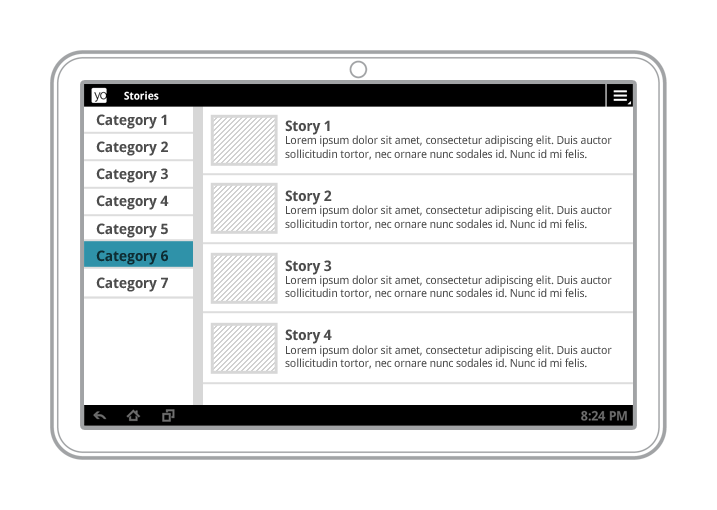 yo
Stories
Category 1
Category 2
Category 3
Category 4
Category 5
Category 6
Category 7
Story 1
Lorem ipsum dolor sit amet, consectetur adipiscing elit. Duis auctor
sollicitudin tortor, nec ornare nunc sodales id. Nunc id mi felis.
Story 2
Lorem ipsum dolor sit amet, consectetur adipiscing elit. Duis auctor
sollicitudin tortor, nec ornare nunc sodales id. Nunc id mi felis.
Story 3
Lorem ipsum dolor sit amet, consectetur adipiscing elit. Duis auctor
sollicitudin tortor, nec ornare nunc sodales id. Nunc id mi felis.
Story 4
Lorem ipsum dolor sit amet, consectetur adipiscing elit. Duis auctor
sollicitudin tortor, nec ornare nunc sodales id. Nunc id mi felis.
8:24 PM